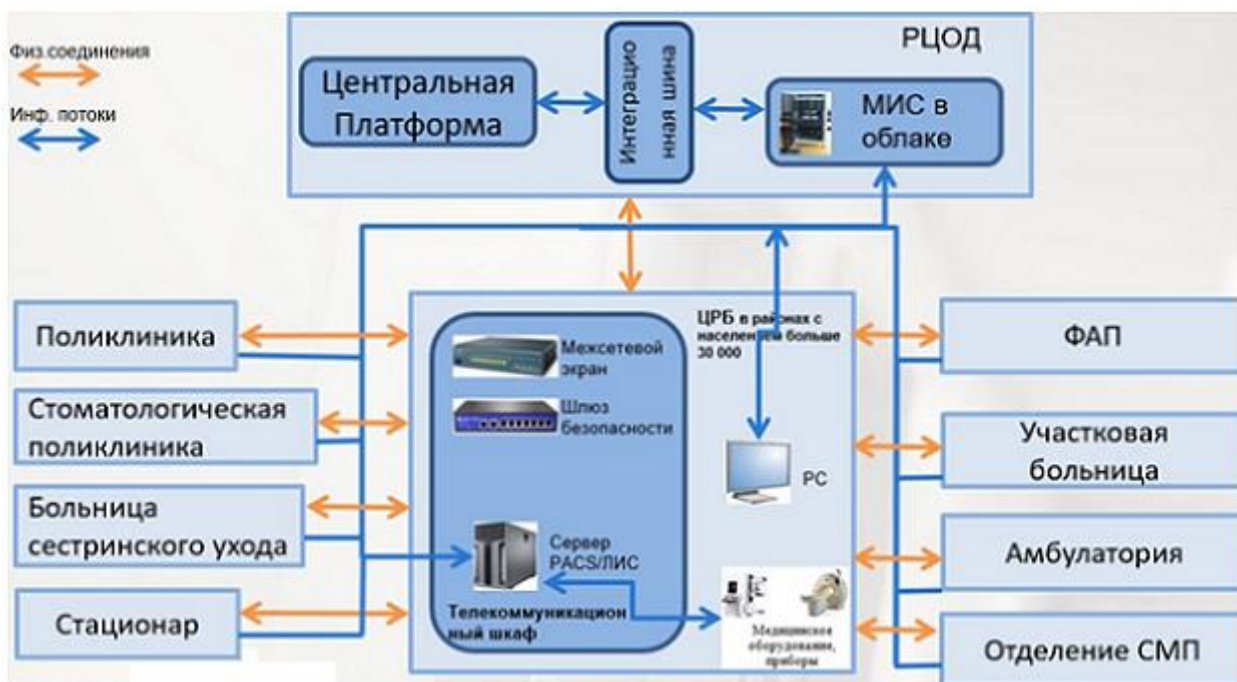 Физ.соединения
Инф. потоки
РЦОД
Центральная
Платформа
Интеграцио
нная шина
МИС в
облаке
Поликлиника
Стоматологическая
поликлиника
Больница
сестринского ухода
Стационар
Межсетевой
экран
Шлюз
безопасности
Сервер
PACS/ЛИС
Телекоммуникацион
ный шкаф
ЦРБ в районах с
населением больше
30 000
PC
Медицинское
оборудование,
приборы
ФАП
Участковая
больница
Амбулатория
Отделение СМП